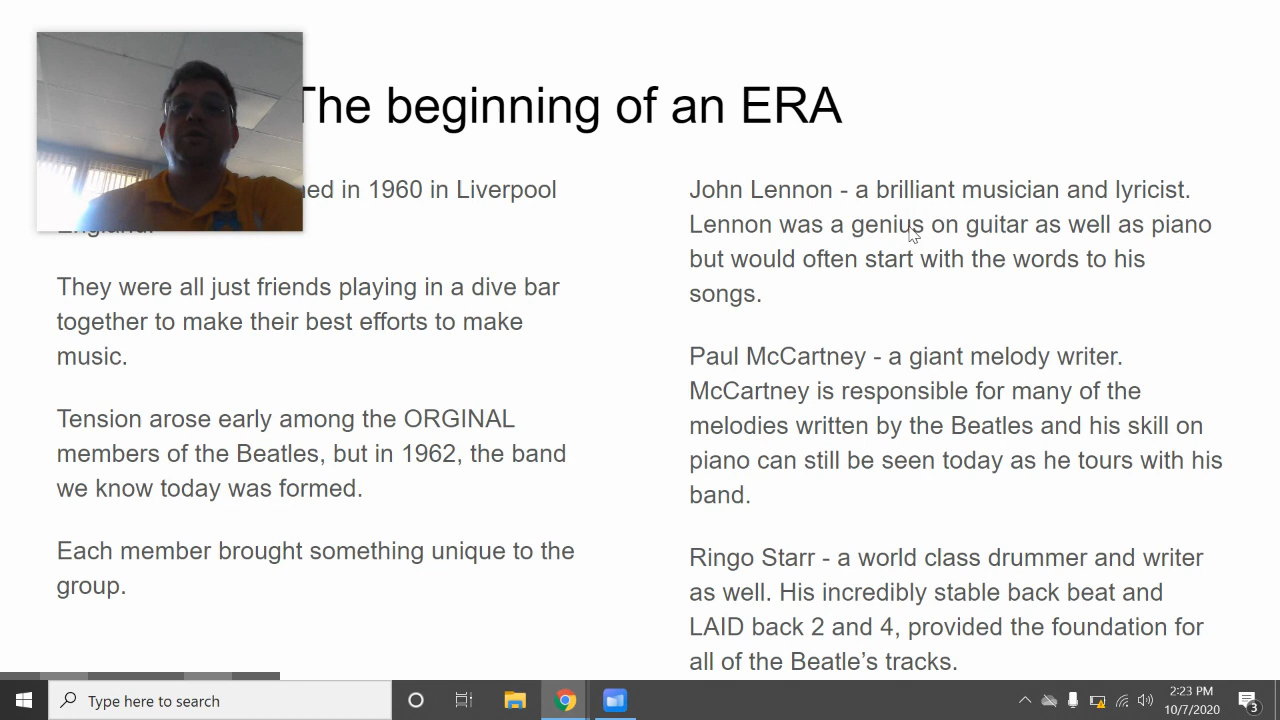 The beginning of an ERA
in 1960 in Liverpool
England.
They were all just friends playing in a dive bar
together to make their best efforts to make
music.
Tension arose early among the ORGINAL
members of the Beatles, but in 1962, the band
we know today was formed.
Each member brought something unique to the
group.
John Lennon - a brilliant musician and lyricist.
Lennon was a genius on guitar as well as piano
but would often start with the words to his
songs.
Paul McCartney - a giant melody writer.
McCartney is responsible for many of the
melodies written by the Beatles and his skill on
piano can still be seen today as he tours with his
band.
Ringo Starr - a world class drummer and writer
as well. His incredibly stable back beat and
LAID back 2 and 4, provided the foundation for
all of the Beatle's tracks.
Type here to search
2:23 PM
10/7/2020
3